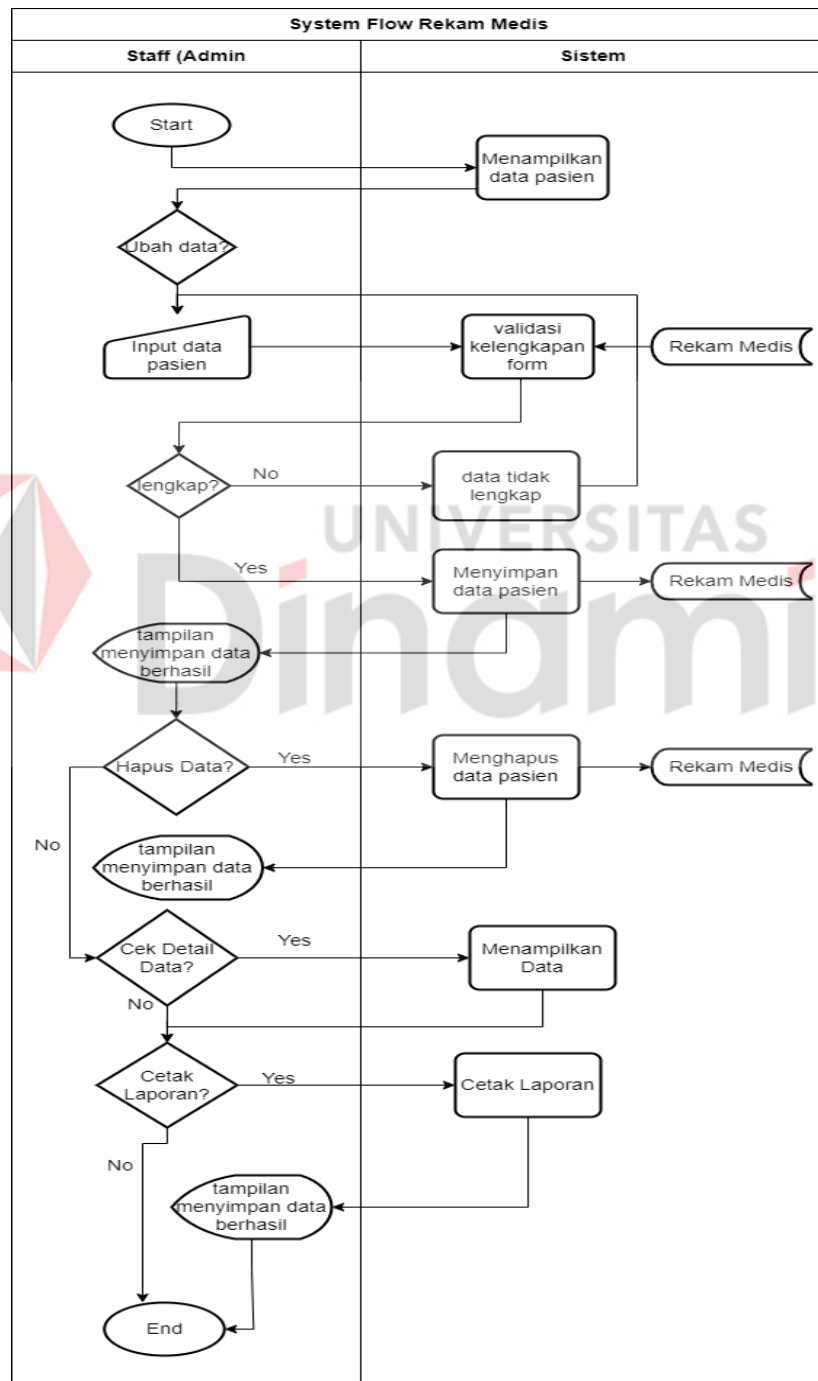 System Flow Rekam Medis
Staff (Admin
Sistem
Start
Menampilkan
data pasien
Ubah data?
Input data
pasien
validasi
kelengkapan
form
Rekam Medis
lengkap?
No
data tidak
lengkap
UNIVERSITAS
Dinami
Yes
Menyimpan
data pasien
Rekam Medis
tampilan
menyimpan data
berhasil
Hapus Data?
Yes
Menghapus
data pasien
Rekam Medis
No
tampilan
menyimpan data
berhasil
Cek Detail
Data?
Yes
Menampilkan
Data
No
Cetak
Laporan?
Yes
Cetak Laporan
No
tampilan
menyimpan data
berhasil
End